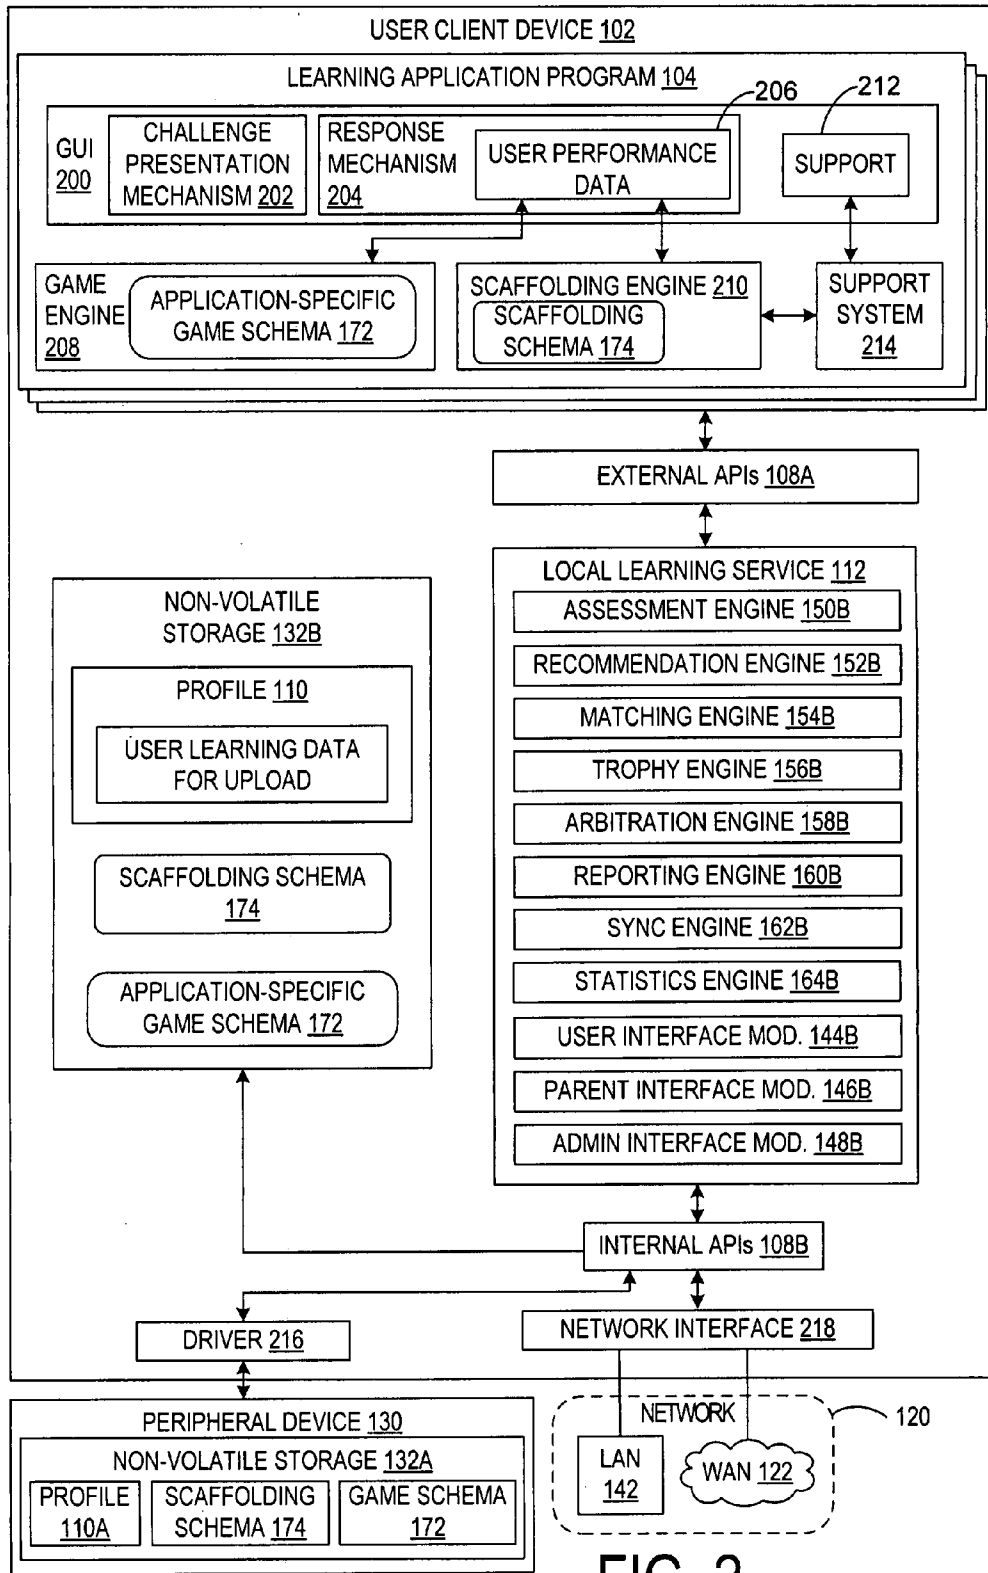 USER CLIENT DEVICE 102
LEARNING APPLICATION PROGRAM 104
206
212
GUI
200
CHALLENGE
PRESENTATION
MECHANISM 202
RESPONSE
MECHANISM
204
USER PERFORMANCE
DATA
SUPPORT
GAME
ENGINE
208
APPLICATION-SPECIFIC
GAME SCHEMA 172
SCAFFOLDING ENGINE 210
SCAFFOLDING
SCHEMA 174
SUPPORT
SYSTEM
214
EXTERNAL APIs 108A
NON-VOLATILE
STORAGE 132B
PROFILE 110
USER LEARNING DATA
FOR UPLOAD
SCAFFOLDING SCHEMA
174
APPLICATION-SPECIFIC
GAME SCHEMA 172
LOCAL LEARNING SERVICE 112
ASSESSMENT ENGINE 150B
RECOMMENDATION ENGINE 152B
MATCHING ENGINE 154B
TROPHY ENGINE 156B
ARBITRATION ENGINE 158B
REPORTING ENGINE 160B
SYNC ENGINE 162B
STATISTICS ENGINE 164B
USER INTERFACE MOD. 144B
PARENT INTERFACE MOD. 146B
ADMIN INTERFACE MOD. 148B
INTERNAL APIs 108B
DRIVER 216
NETWORK INTERFACE 218
PERIPHERAL DEVICE 130
NON-VOLATILE STORAGE 132A
PROFILE
110A
SCAFFOLDING
SCHEMA 174
GAME SCHEMA
172
NETWORK
120
LAN
142
WAN 122